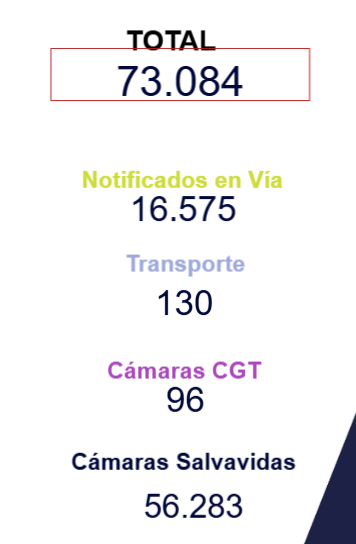 TOTAL
73.084
Notificados en Vía
16.575
Transporte
130
Cámaras CGT
96
Cámaras Salvavidas
56.283